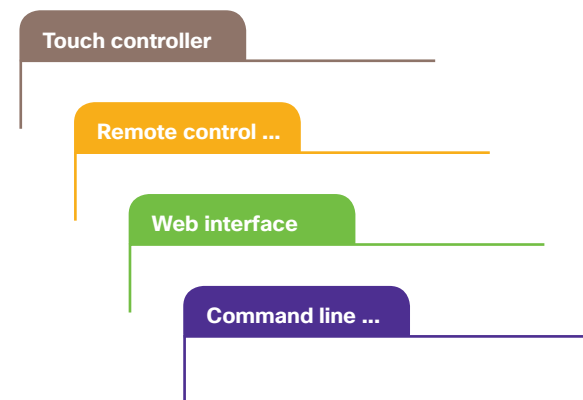 Touch controller
Remote control ...
Web interface
Command line ...